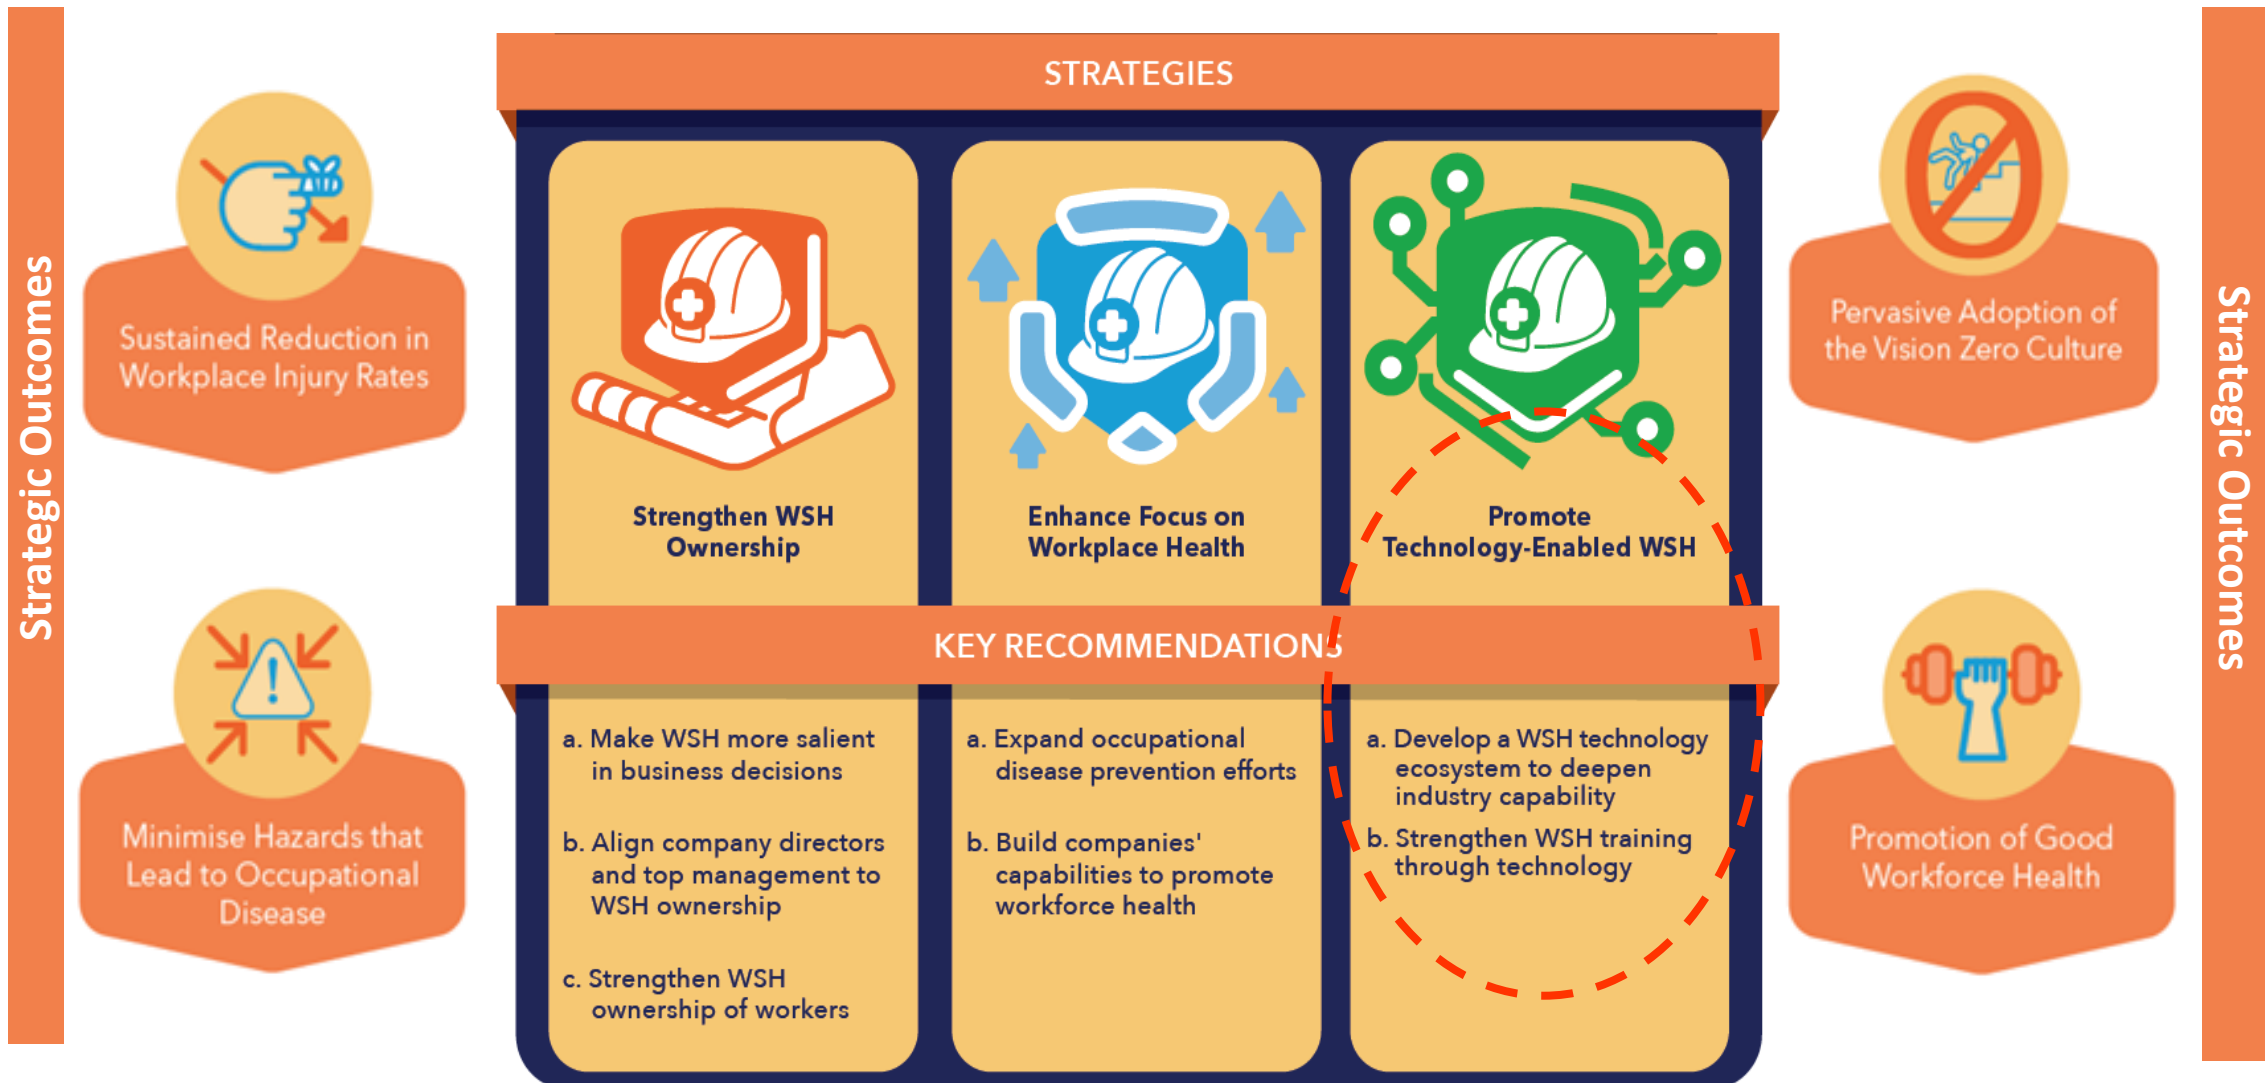 Strategic Outcomes
Sustained Reduction in
Workplace Injury Rates
Minimise Hazards that
Lead to Occupational
Disease
STRATEGIES
Strengthen WSH
Ownership
Enhance Focus on
Workplace Health
Promote
Technology-Enabled WSH
KEY RECOMMENDATIONS
a. Make WSH more salient
in business decisions
b. Align company directors
and top management to
WSH ownership
c. Strengthen WSH
ownership of workers
a. Expand occupational
disease prevention efforts
b. Build companies'
capabilities to promote
workforce health
a. Develop a WSH technology
ecosystem to deepen
industry capability
b. Strengthen WSH training
through technology
Pervasive Adoption of
the Vision Zero Culture
Promotion of Good
Workforce Health
Strategic Outcomes